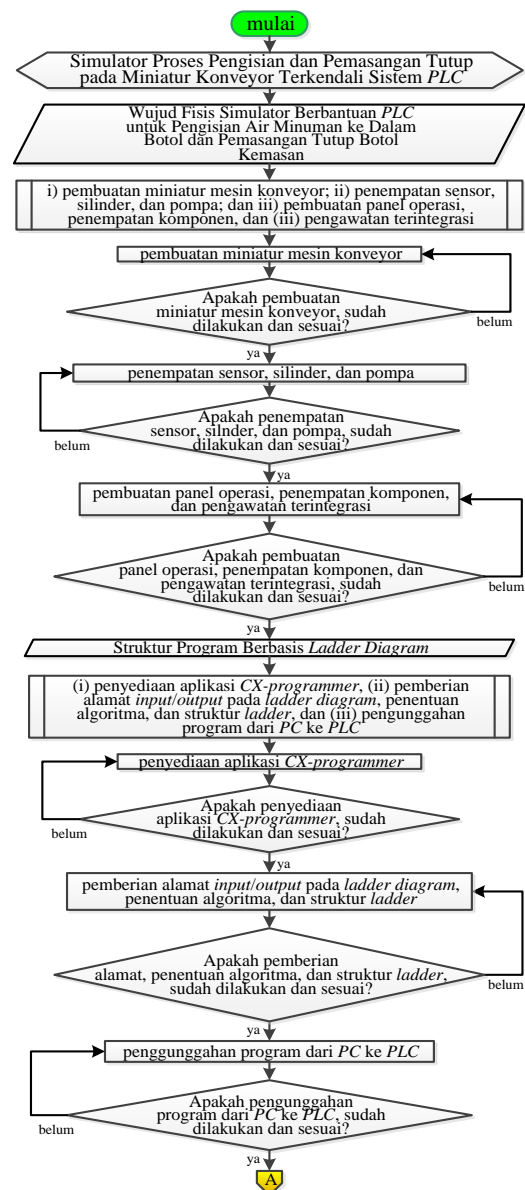 mulai
Simulator Proses Pengisian dan Pemasangan Tutup
pada Miniatur Konveyor Terkendali Sistem PLC
Wujud Fisis Simulator Berbantuan PLC
untuk Pengisian Air Minuman ke Dalam
Botol dan Pemasangan Tutup Botol
Kemasan
i) pembuatan miniatur mesin konveyor; ii) penempatan sensor,
silinder, dan pompa; dan iii) pembuatan panel operasi,
penempatan komponen, dan (iii) pengawatan terintegrasi
pembuatan miniatur mesin konveyor
Apakah pembuatan
miniatur mesin konveyor, sudah
dilakukan dan sesuai?
belum
ya
penempatan sensor, silinder, dan pompa
Apakah penempatan
sensor, silnder, dan pompa, sudah
dilakukan dan sesuai?
belum
ya
pembuatan panel operasi, penempatan komponen,
dan pengawatan terintegrasi
Apakah pembuatan
panel operasi, penempatan komponen, dan
pengawatan terintegrasi, sudah
dilakukan dan sesuai?
belum
ya
Struktur Program Berbasis Ladder Diagram
(i) penyediaan aplikasi CX-programmer, (ii) pemberian
alamat input/output pada ladder diagram, penentuan
algoritma, dan struktur ladder, dan (iii) pengunggahan
program dari PC ke PLC
penyediaan aplikasi CX-programmer
Apakah penyediaan
aplikasi CX-programmer, sudah
dilakukan dan sesuai?
belum
ya
pemberian alamat input/output pada ladder diagram,
penentuan algoritma, dan struktur ladder
Apakah pemberian
alamat, penentuan algoritma, dan struktur ladder,
sudah dilakukan dan sesuai?
belum
ya
penggunggahan program dari PC ke PLC
Apakah pengunggahan
program dari PC ke PLC, sudah
dilakukan dan sesuai?
belum
ya
A